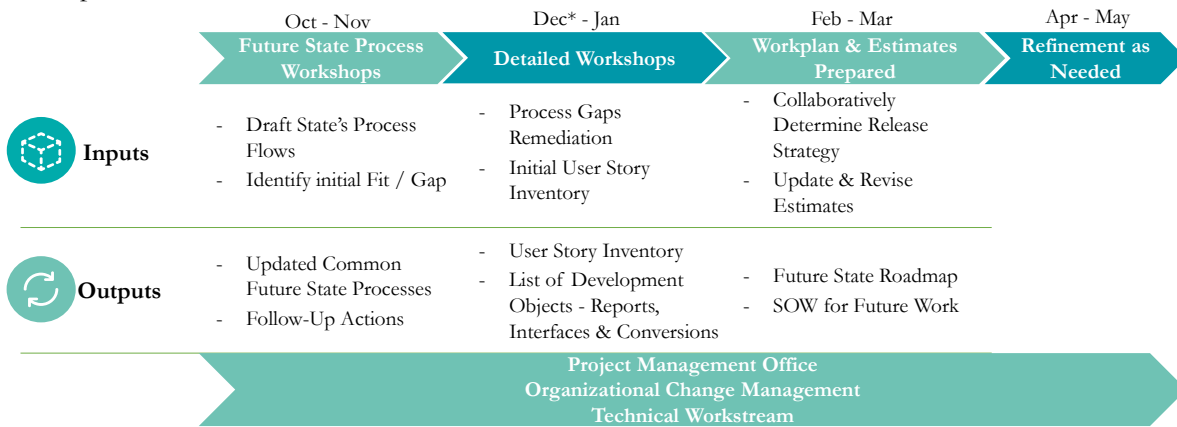 Oct - Nov
Dec* - Jan
Feb - Mar
Apr - May
Future State Process
Workshops
Detailed Workshops
Workplan & Estimates
Prepared
Refinement as
Needed
Inputs
- Draft State's Process
Flows
- Identify initial Fit / Gap
- Process Gaps
Remediation
- Initial User Story
Inventory
- Collaboratively
Determine Release
Strategy
- Update & Revise
Estimates
Outputs
- Updated Common
Future State Processes
- Follow-Up Actions
- User Story Inventory
- List of Development
Objects - Reports,
Interfaces & Conversions
- Future State Roadmap
- SOW for Future Work
Project Management Office
Organizational Change Management
Technical Workstream